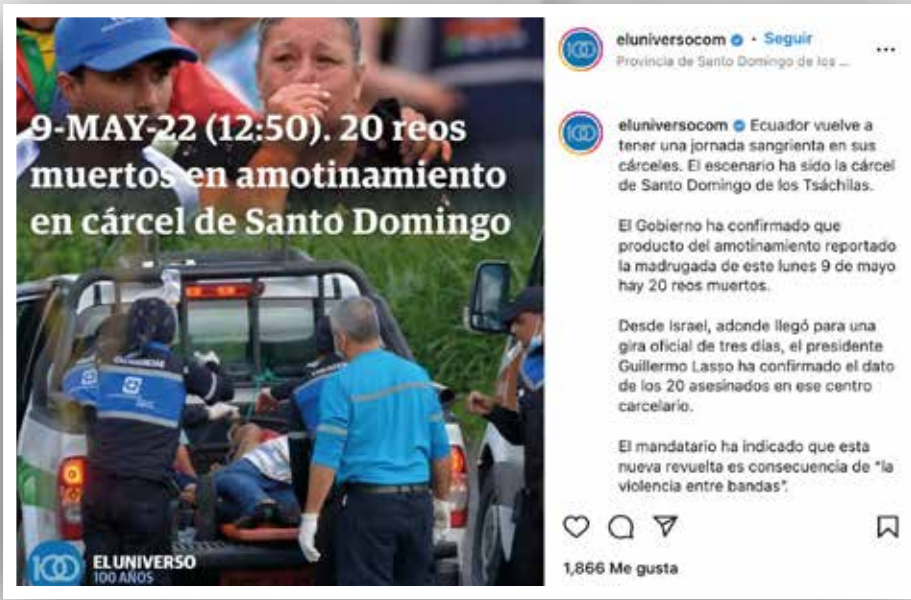 9-MAY-22 (12:50). 20 reos
muertos en amotinamiento
en cárcel de Santo Domingo
100
EL UNIVERSO
100 AÑOS
100
eluniversocom • Seguir
Provincia de Santo Domingo de los ...
100
eluniversocom Ecuador vuelve a
tener una jornada sangrienta en sus
cárceles. El escenario ha sido la cárcel
de Santo Domingo de los Tsáchilas.
El Gobierno ha confirmado que
producto del amotinamiento reportado
la madrugada de este lunes 9 de mayo
hay 20 reos muertos.
Desde Israel, adonde llegó para una
gira oficial de tres días, el presidente
Guillermo Lasso ha confirmado el dato
de los 20 asesinados en ese centro
carcelario.
El mandatario ha indicado que esta
nueva revuelta es consecuencia de "la
violencia entre bandas".
1,866 Me gusta